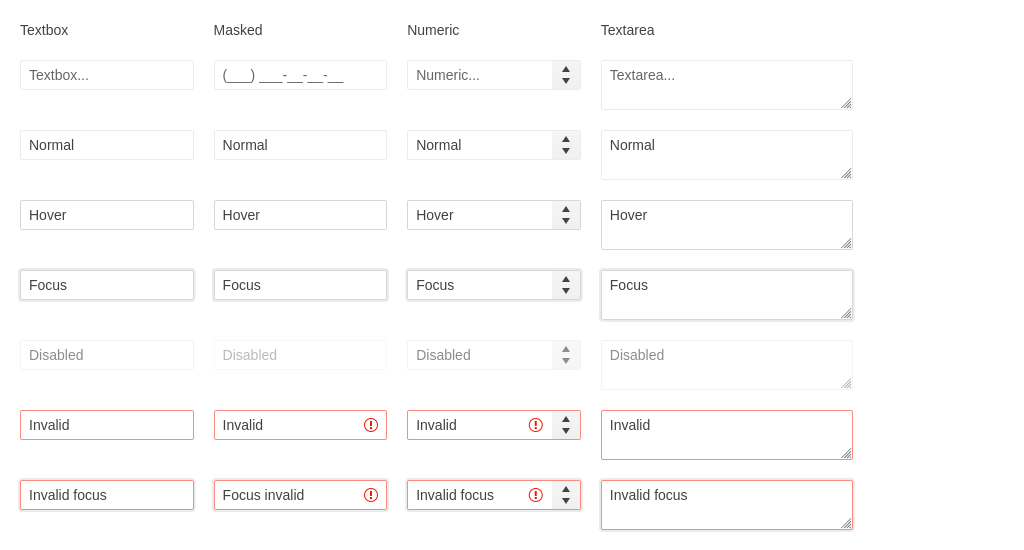 Textbox Masked Numeric Textarea
Textbox... (___) ___-__-__-__ Numeric... Textarea...
Normal Normal Normal Normal
Hover Hover Hover Hover
Focus Focus Focus Focus
Disabled Disabled Disabled Disabled
Invalid Invalid Invalid Invalid
Invalid focus Focus invalid Invalid focus Invalid focus